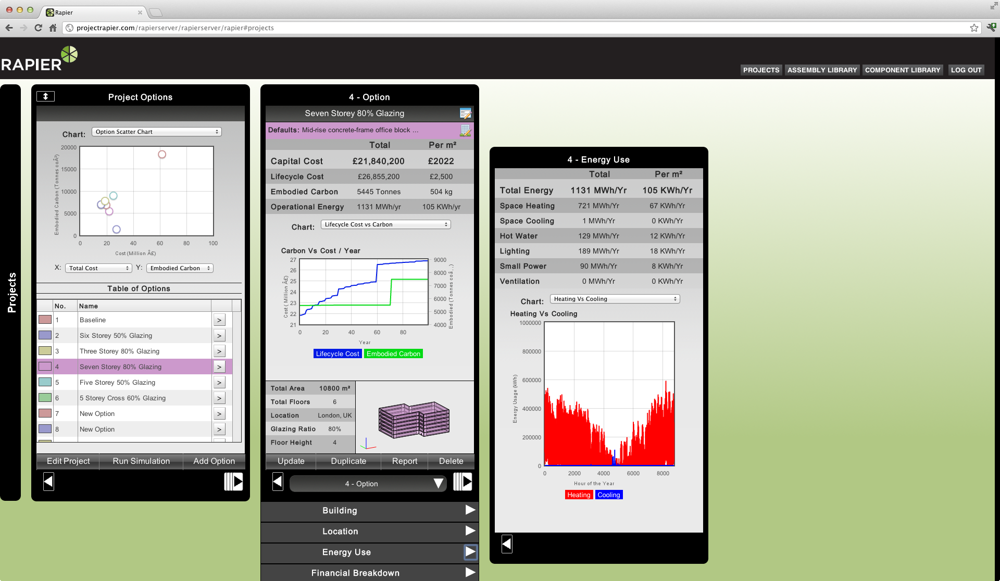 Rapier
projectrapier.com/rapierserver/rapierserver/rapier#projects
RAPIER
PROJECTS
ASSEMBLY LIBRARY
COMPONENT LIBRARY
LOG OUT
Projects
Project Options
Chart: Option Scatter Chart
20000
15000
10000
5000
0
Embodied Carbon (Tonnes coÂ²)
0 20 40 60 80 100
Cost (Million Â£)
X: Total Cost Y: Embodied Carbon
Table of Options
No. Name
1 Baseline >
2 Six Storey 50% Glazing >
3 Three Storey 80% Glazing >
4 Seven Storey 80% Glazing >
5 Five Storey 50% Glazing >
6 5 Storey Cross 60% Glazing >
7 New Option >
8 New Option >
Edit Project Run Simulation Add Option
4 - Option
Seven Storey 80% Glazing
Defaults: Mid-rise concrete-frame office block ...
Total Per m²
Capital Cost £21,840,200 £2022
Lifecycle Cost £26,855,200 £2,500
Embodied Carbon 5445 Tonnes 504 kg
Operational Energy 1131 MWh/yr 105 KWh/yr
Chart: Lifecycle Cost vs Carbon
Carbon Vs Cost / Year
27
26
25
24
23
22
21
Cost ( Million Â£)
9000
8000
7000
6000
5000
4000
Embodied (Tonnes
0 20 40 60 80
Year
Lifecycle Cost Embodied Carbon
Total Area 10800 m²
Total Floors 6
Location London, UK
Glazing Ratio 80%
Floor Height 4
Update Duplicate Report Delete
4 - Option
Building
Location
Energy Use
Financial Breakdown
4 - Energy Use
Total Per m²
Total Energy 1131 MWh/Yr 105 KWh/Yr
Space Heating 721 MWh/Yr 67 KWh/Yr
Space Cooling 1 MWh/Yr 0 KWh/Yr
Hot Water 129 MWh/Yr 12 KWh/Yr
Lighting 189 MWh/Yr 18 KWh/Yr
Small Power 90 MWh/Yr 8 KWh/Yr
Ventilation 0 MWh/Yr 0 KWh/Yr
Chart: Heating Vs Cooling
Heating Vs Cooling
1000000
800000
600000
400000
200000
0
Energy Usage (kWh)
0 2000 4000 6000 8000
Hour of the Year
Heating Cooling